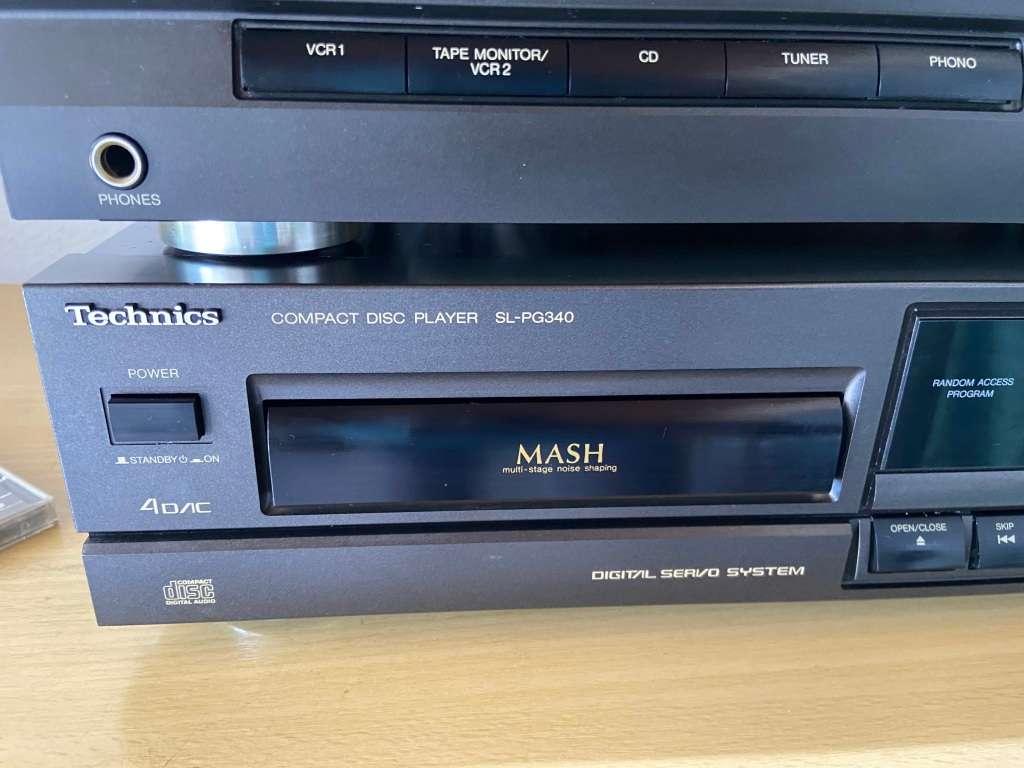 VCR1
TAPE MONITOR/
VCR2
CD
TUNER
PHONO
PHONES
Technics
COMPACT DISC PLAYER SL-PG340
POWER
STANDBY ⏻ ON
4DAC
MASH
multi-stage noise shaping
RANDOM ACCESS
PROGRAM
OPEN/CLOSE
SKIP
COMPACT
disc
DIGITAL AUDIO
DIGITAL SERVO SYSTEM